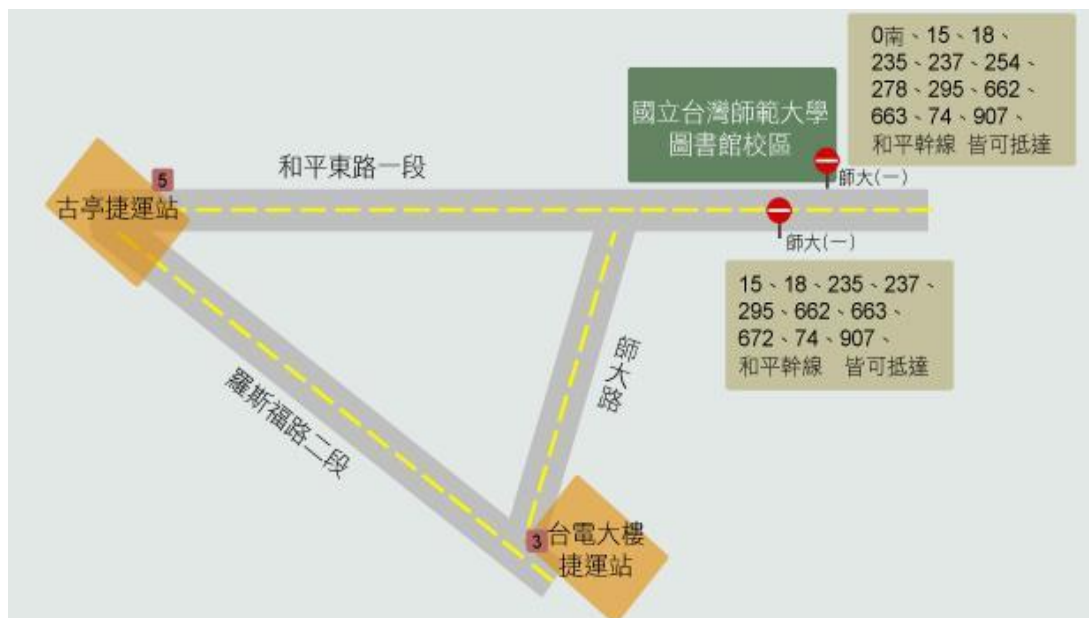 0南、15、18、
235、237、254、
278、295、662、
663、74、907、
和平幹線 皆可抵達
國立台灣師範大學
圖書館校區
師大(一)
和平東路一段
5
古亭捷運站
師大(一)
15、18、235、237、
295、662、663、
672、74、907、
和平幹線 皆可抵達
師大路
羅斯福路二段
3
台電大樓
捷運站